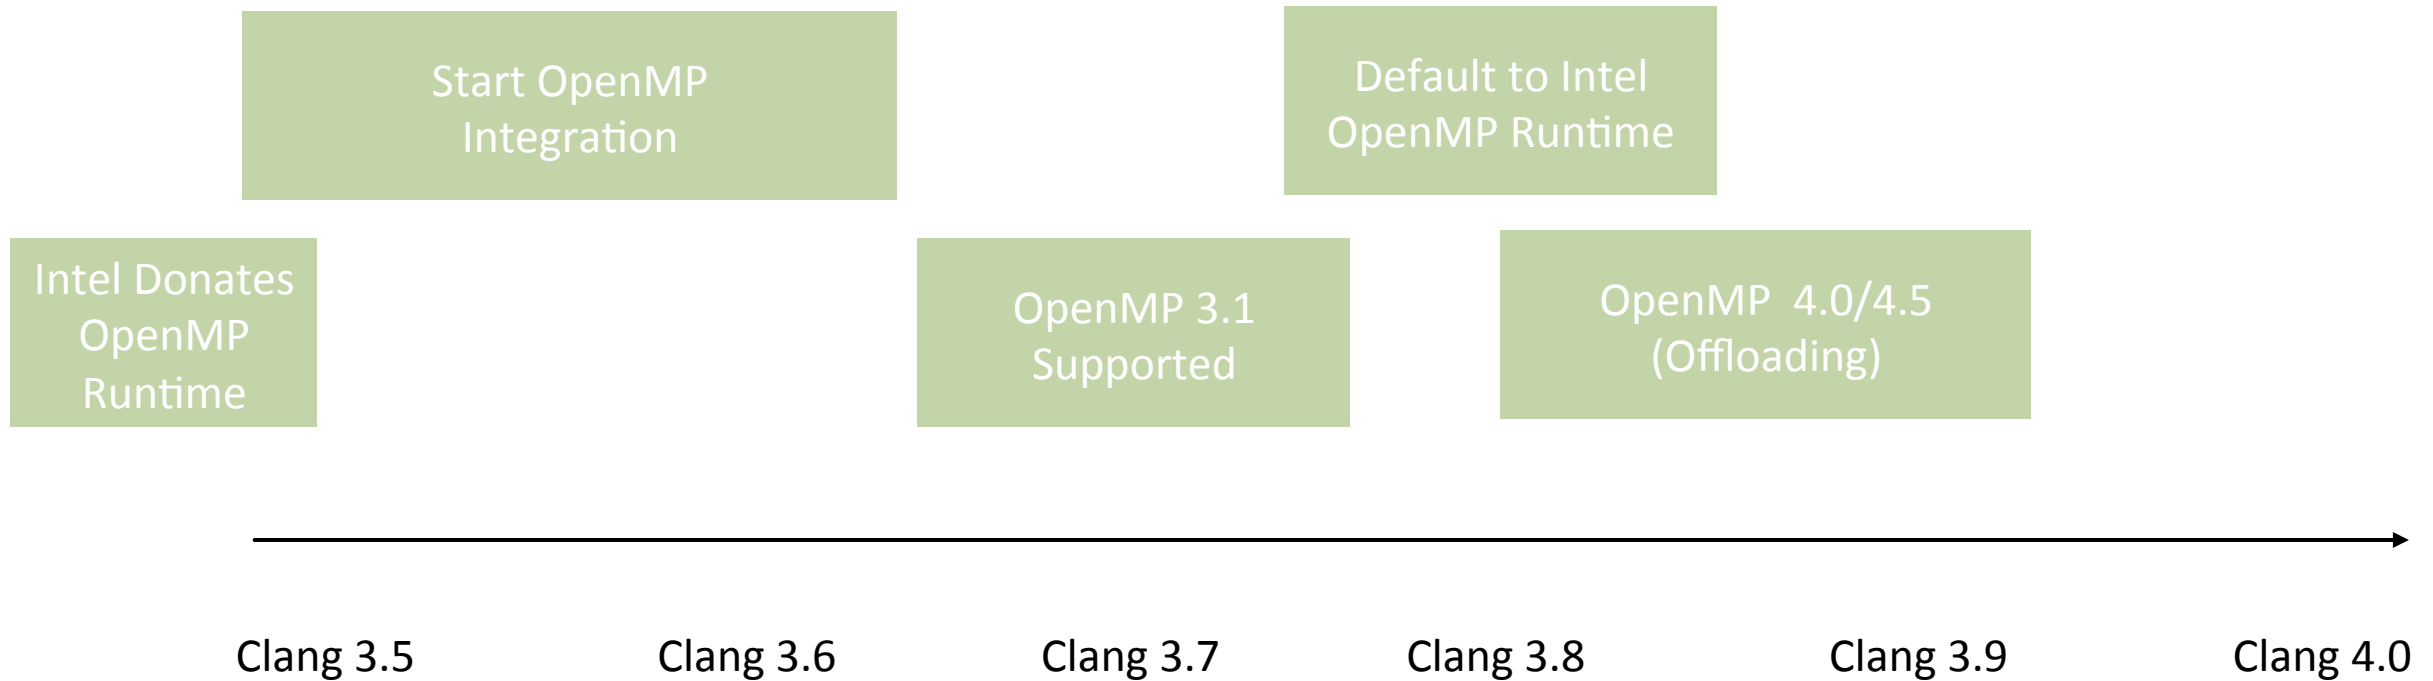 Start OpenMP
Integration
Default to Intel
OpenMP Runtime
Intel Donates
OpenMP
Runtime
OpenMP 3.1
Supported
OpenMP 4.0/4.5
(Offloading)
Clang 3.5
Clang 3.6
Clang 3.7
Clang 3.8
Clang 3.9
Clang 4.0